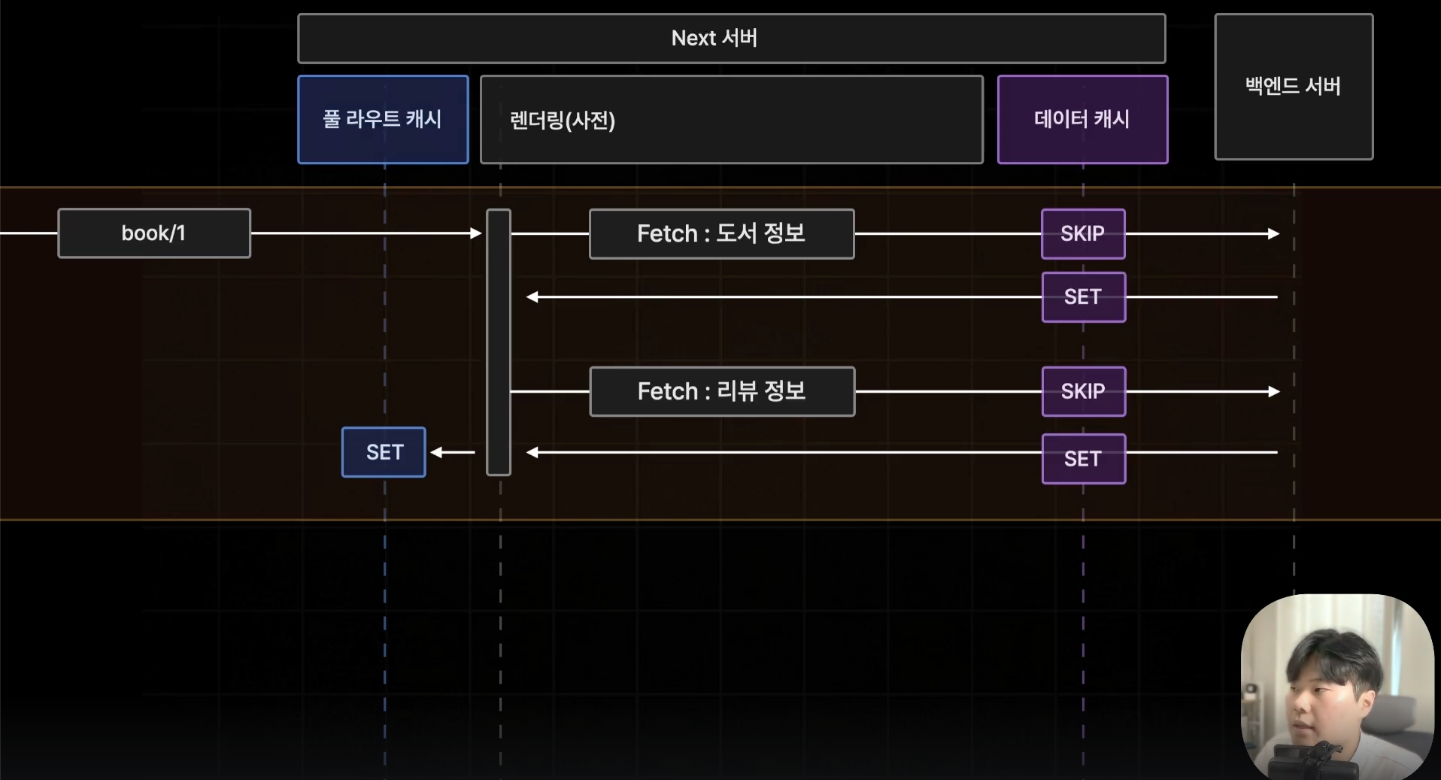 Next 서버
백엔드 서버
풀 라우트 캐시
렌더링(사전)
데이터 캐시
book/1
Fetch : 도서 정보
SKIP
SET
Fetch : 리뷰 정보
SKIP
SET
SET